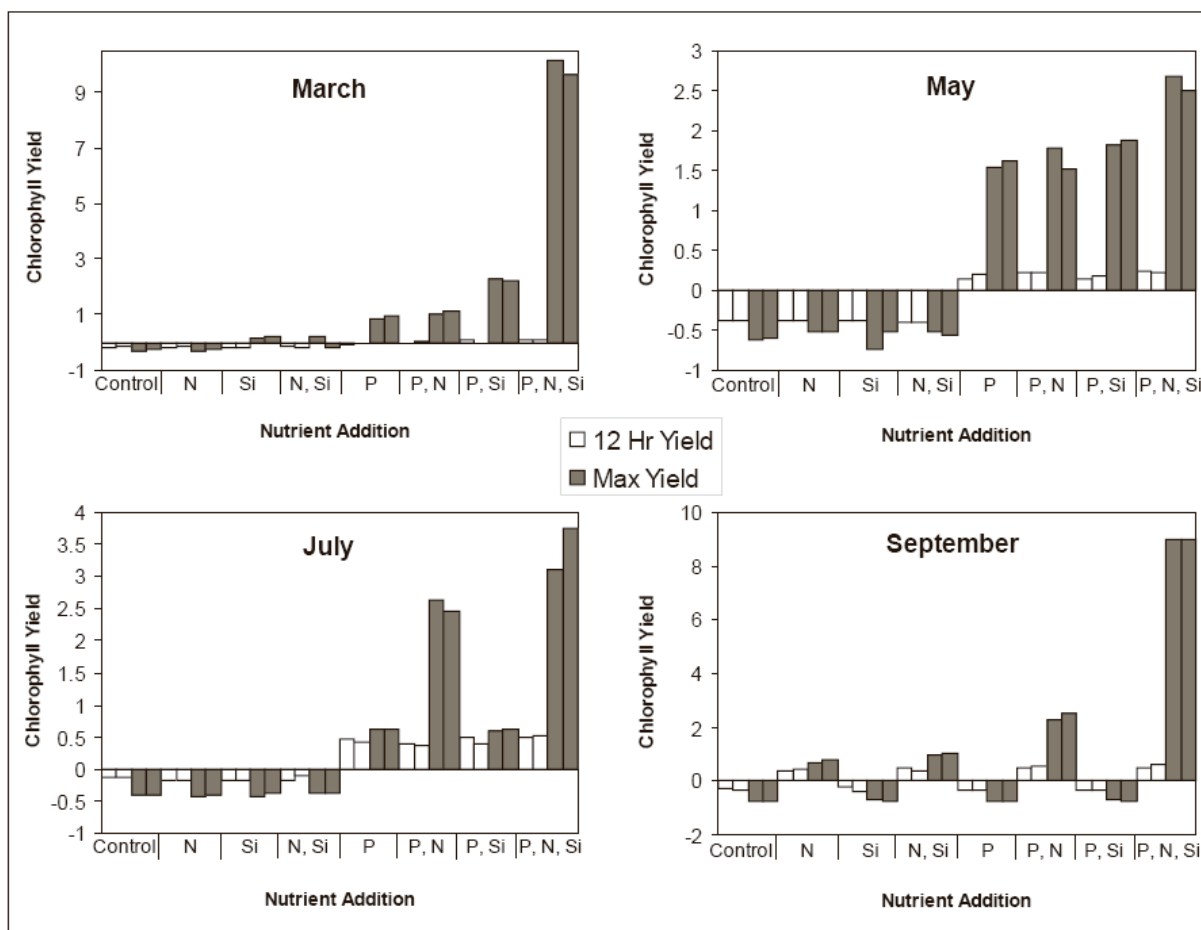 March
Chlorophyll Yield
9
7
5
3
1
-1
Control N Si N, Si P P, N P, Si P, N, Si
Nutrient Addition
May
Chlorophyll Yield
3
2.5
2
1.5
1
0.5
0
-0.5
-1
Control N Si N, Si P P, N P, Si P, N, Si
Nutrient Addition
12 Hr Yield
Max Yield
July
Chlorophyll Yield
4
3.5
3
2.5
2
1.5
1
0.5
0
-0.5
-1
Control N Si N, Si P P, N P, Si P, N, Si
Nutrient Addition
September
Chlorophyll Yield
10
8
6
4
2
0
-2
Control N Si N, Si P P, N P, Si P, N, Si
Nutrient Addition